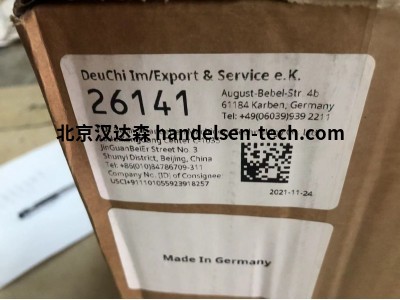 DeuChi Im/Export & Service e.K.
26141
August-Bebel-Str. 4b
61184 Karben, Germany
Tel: +49(06039)939 2211
北京汉达森 handelsen-tech.com
JinGuanBeiEr Street No. 3
Shunyi District, Beijing, China
Tel: +86(010)84786709-311
Company No. (ID) of Consignee:
USCI+911101055923918257
2021-11-24
Made In Germany